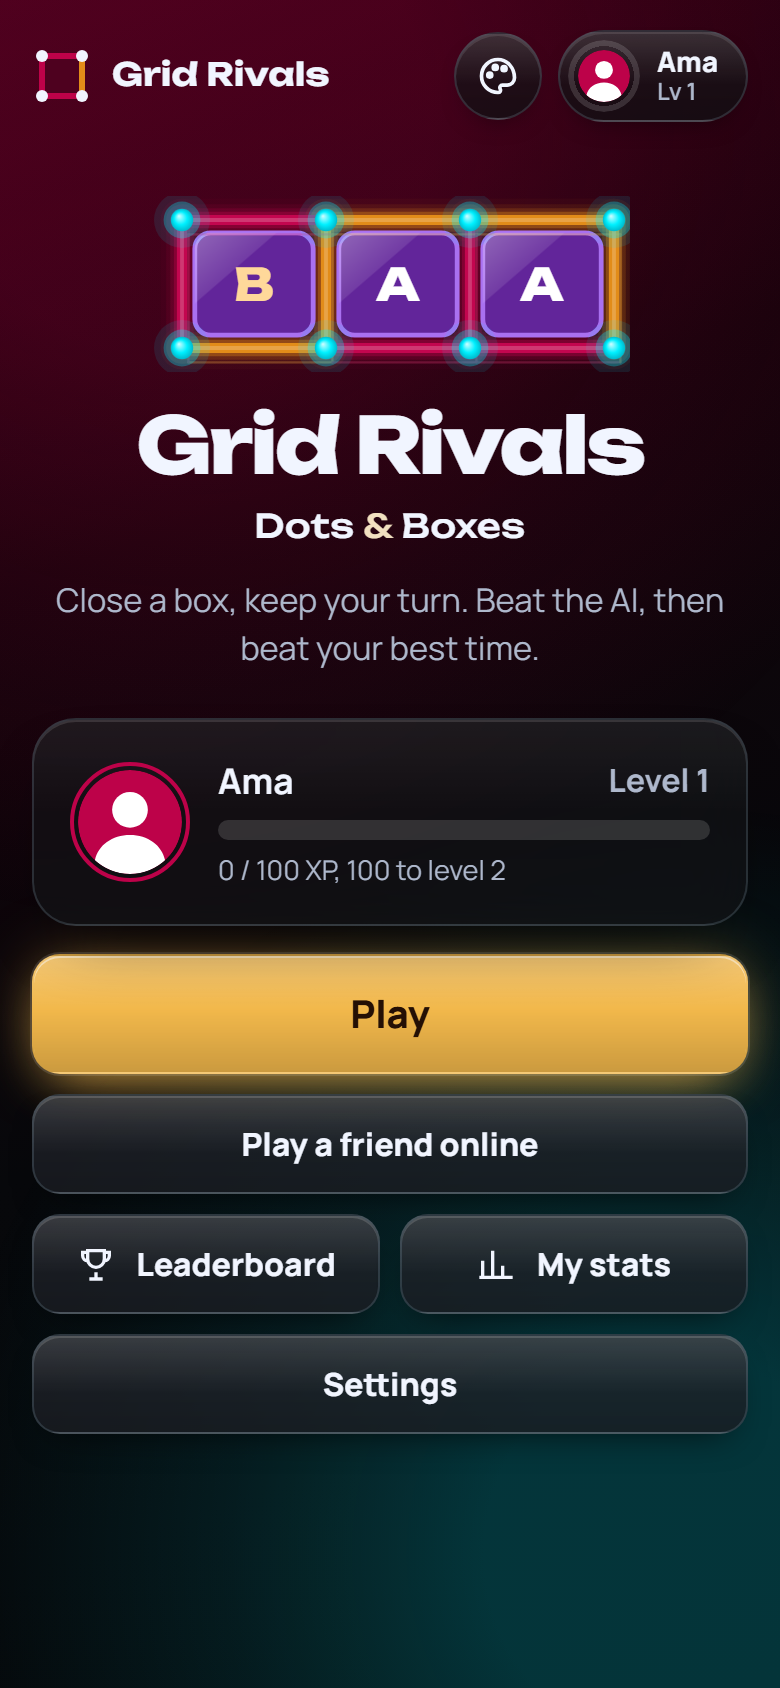 Grid Rivals
Ama
Lv 1
B A A
Grid Rivals
Dots & Boxes
Close a box, keep your turn. Beat the AI, then
beat your best time.
Ama
Level 1
0 / 100 XP, 100 to level 2
Play
Play a friend online
Leaderboard
My stats
Settings